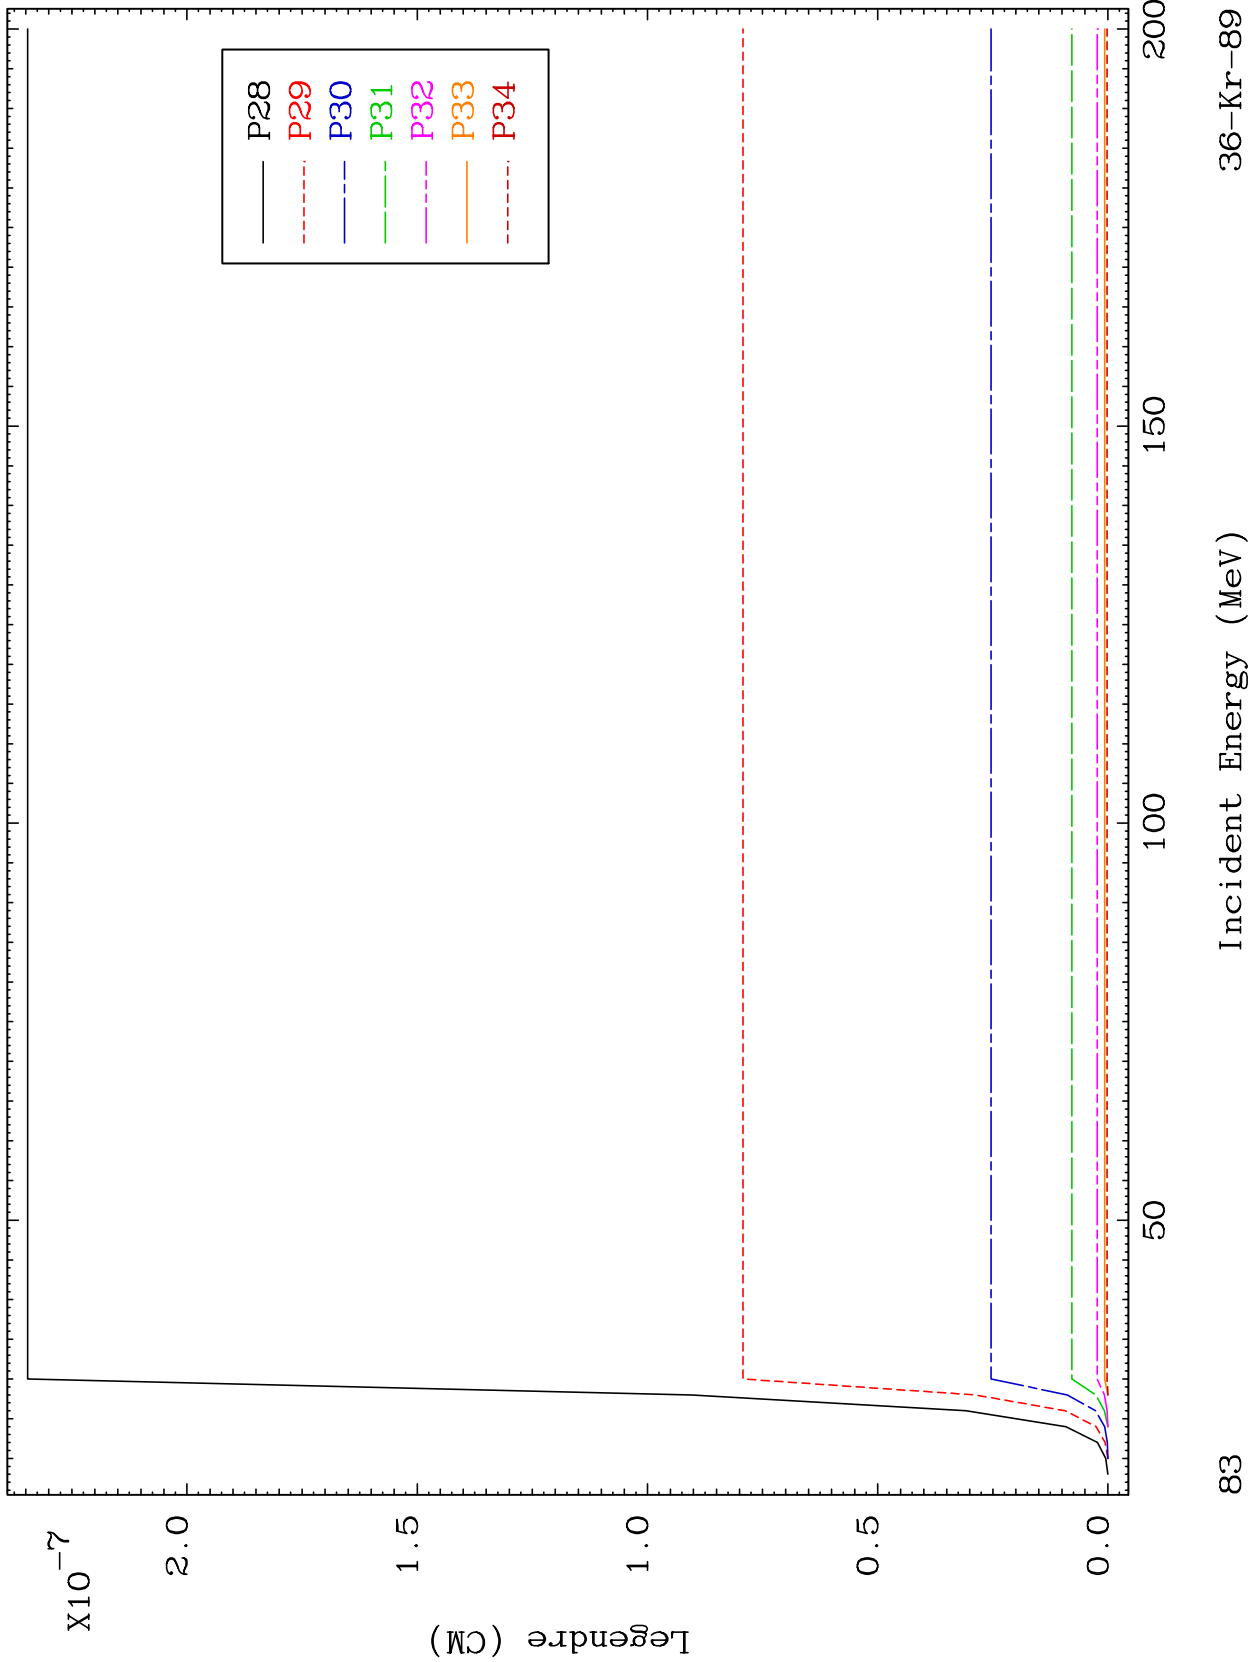 X10-7
2.0
1.5
1.0
0.5
0.0
Legendre (CM)
P28
P29
P30
P31
P32
P33
P34
50
100
150
200
Incident Energy (MeV)
83
36-Kr-89